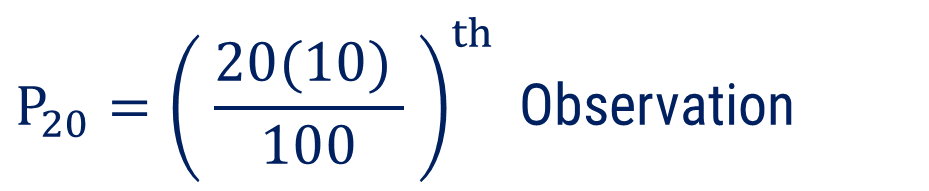 P₂₀ = (20(10)/100)ᵗʰ Observation